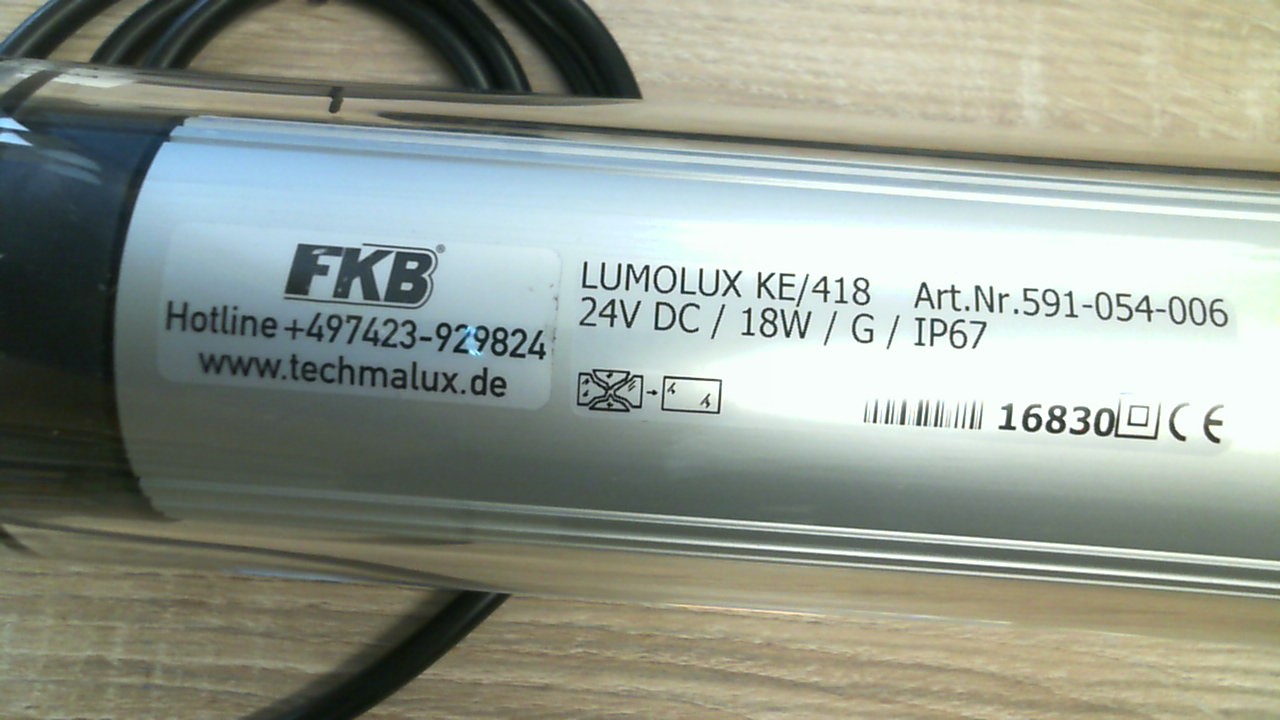 FKB®
Hotline +497423-929824
www.techmalux.de
LUMOLUX KE/418 Art.Nr.591-054-006
24V DC / 18W / G / IP67
16830 CE